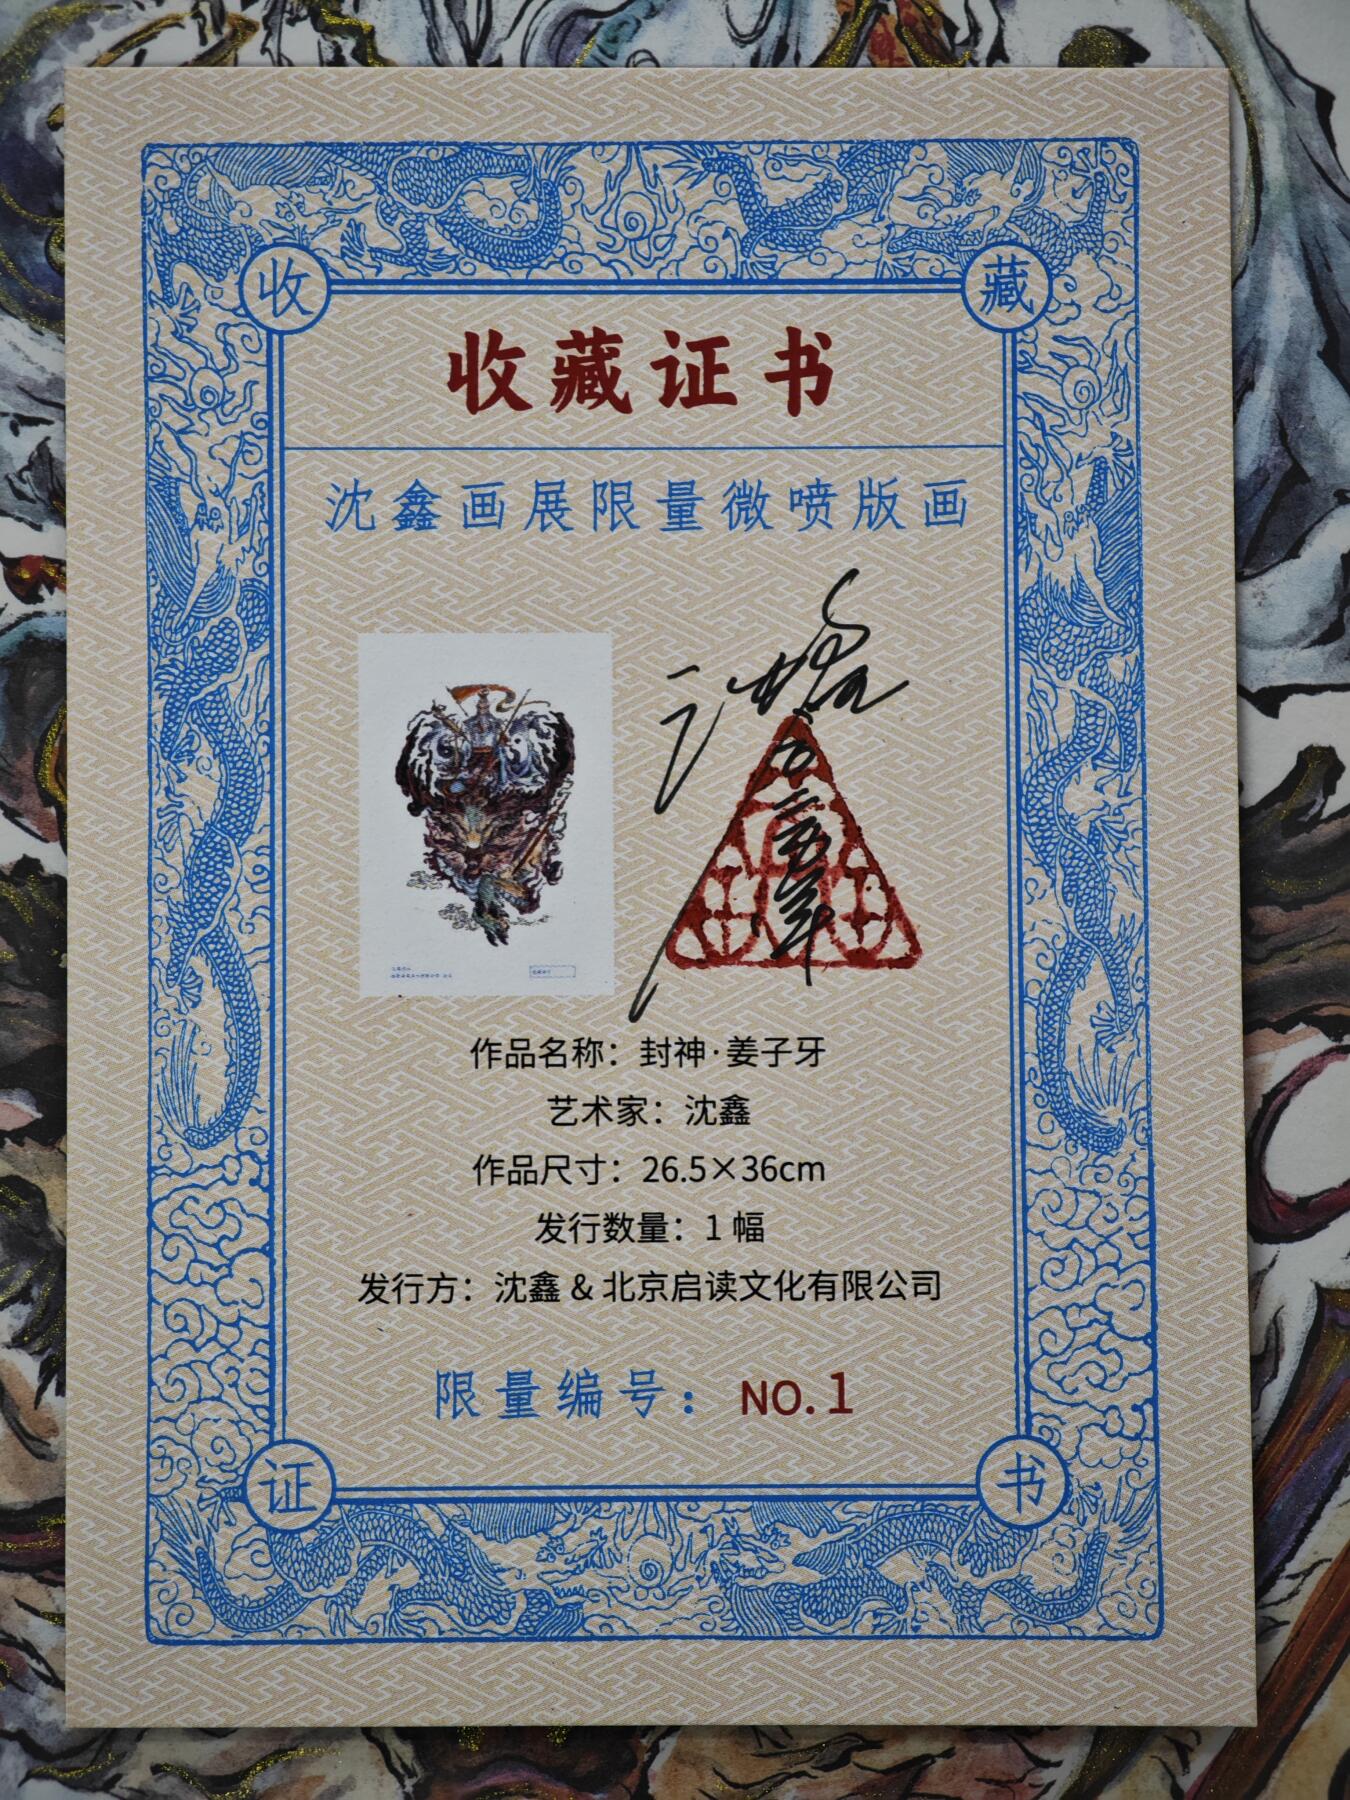 收
藏
收藏证书
沈鑫画展限量微喷版画
作品名称：封神·姜子牙
艺术家：沈鑫
作品尺寸：26.5×36cm
发行数量：1 幅
发行方：沈鑫 & 北京启读文化有限公司
限量编号：NO.1
证
书